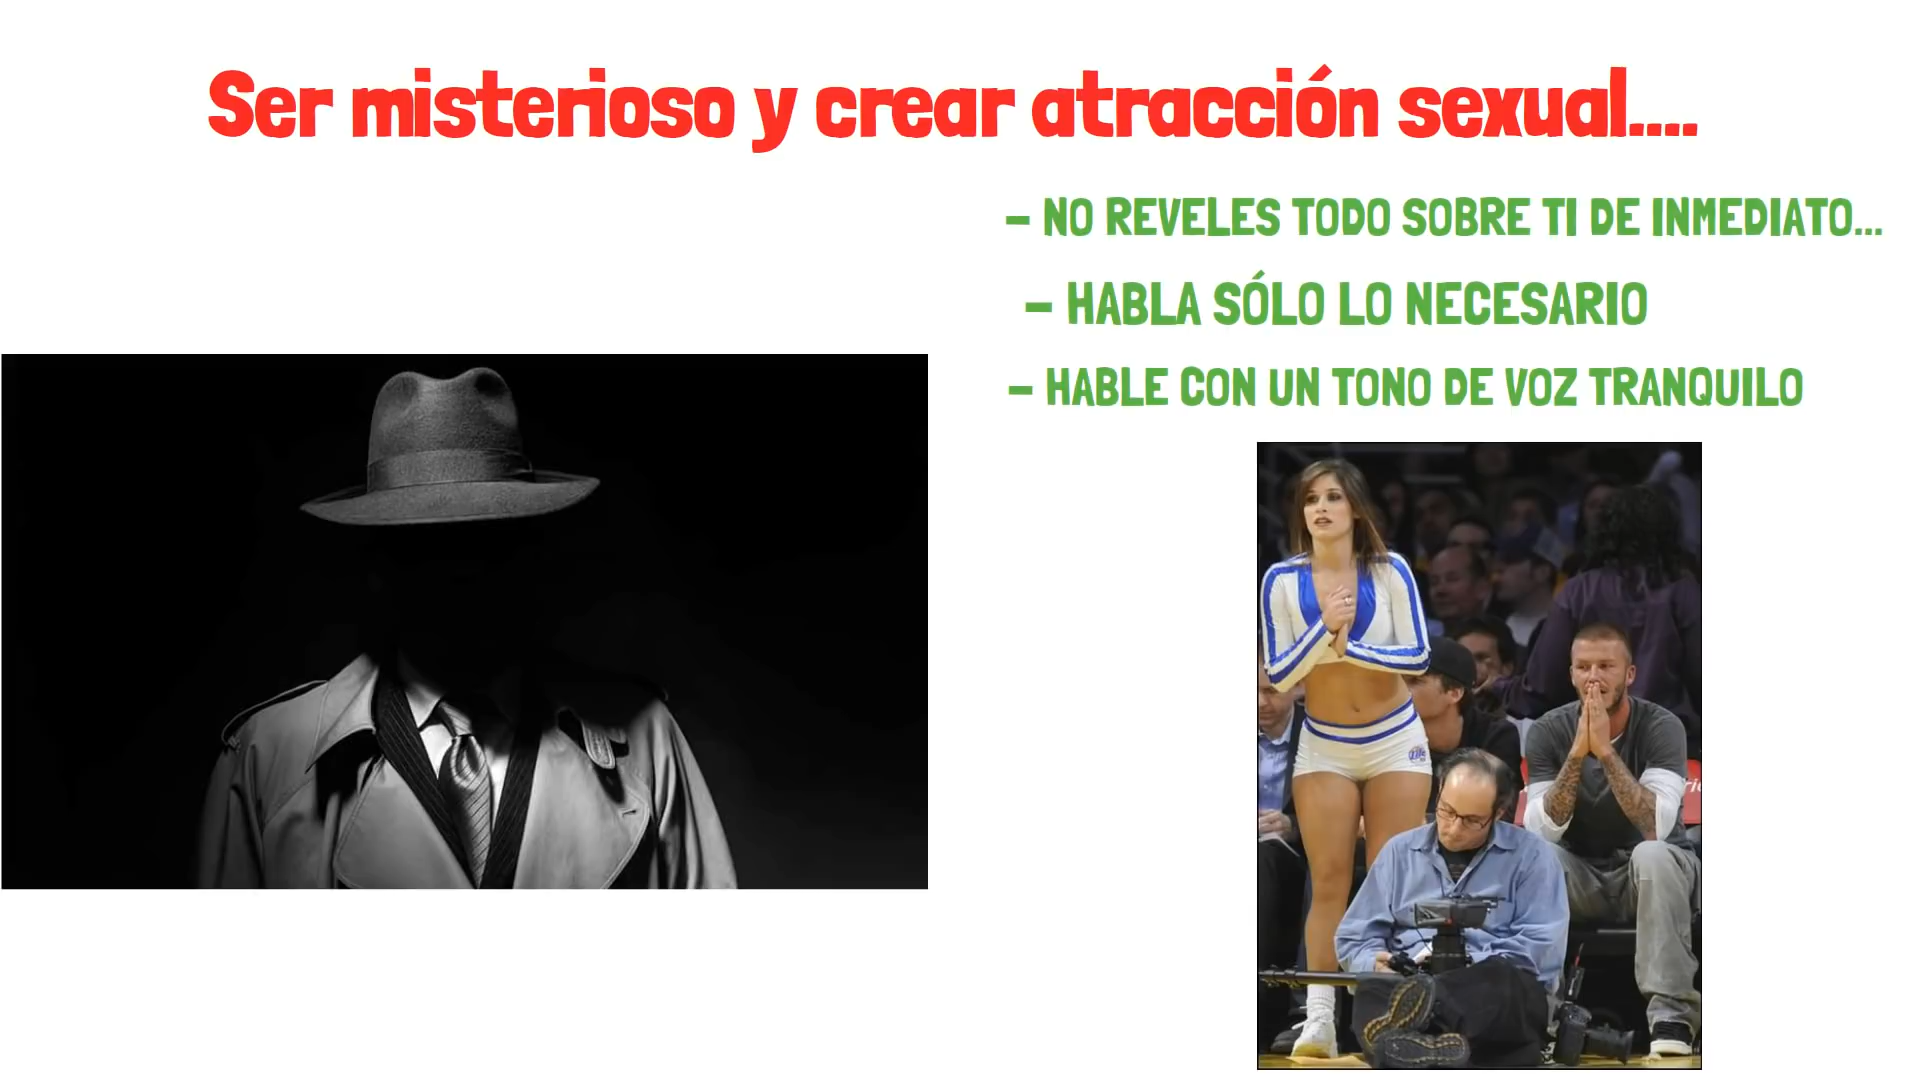 Ser misterioso y crear atracción sexual....
- NO REVELES TODO SOBRE TI DE INMEDIATO...
- HABLA SÓLO LO NECESARIO
- HABLE CON UN TONO DE VOZ TRANQUILO